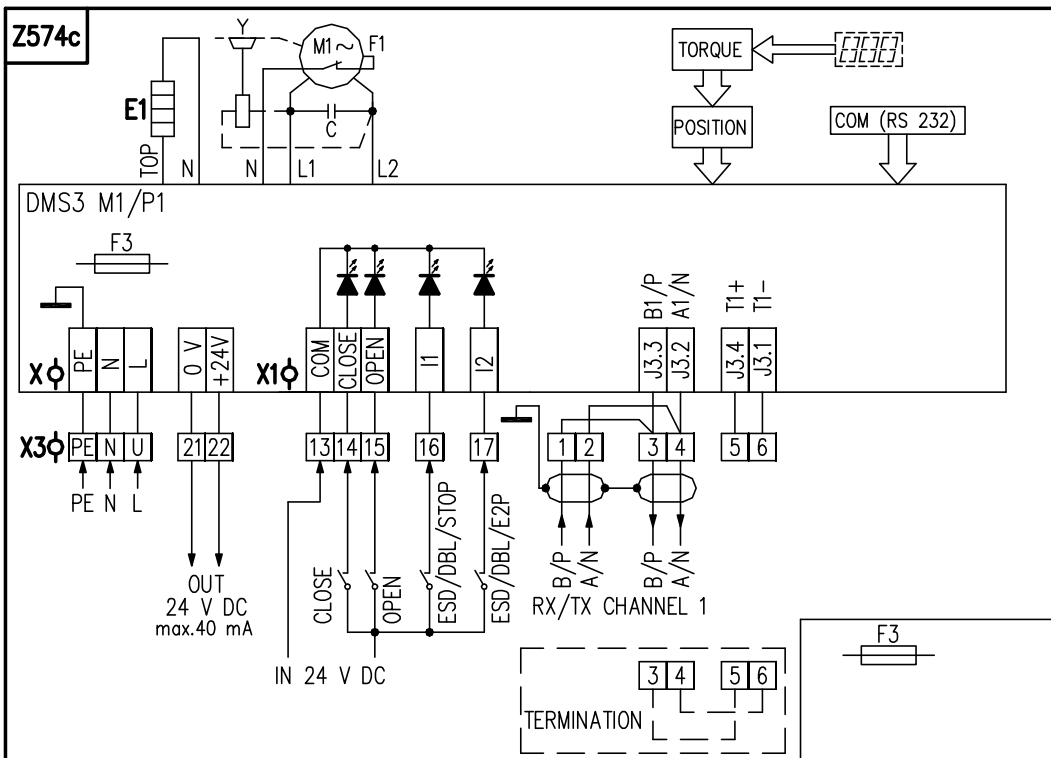 Z574c
Y
M1~
F1
TORQUE
E1
C
POSITION
COM (RS 232)
TOP
N
N
L1
L2
DMS3 M1/P1
F3
B1/P
A1/N
T1+
T1-
X
PE
N
L
0 V
+24V
X1
COM
CLOSE
OPEN
I1
I2
J3.3
J3.2
J3.4
J3.1
X3
PE
N
U
21
22
13
14
15
16
17
1
2
3
4
5
6
PE N L
OUT
24 V DC
max.40 mA
CLOSE
OPEN
ESD/DBL/STOP
ESD/DBL/E2P
B/P
A/N
B/P
A/N
RX/TX CHANNEL 1
IN 24 V DC
TERMINATION
3
4
5
6
F3